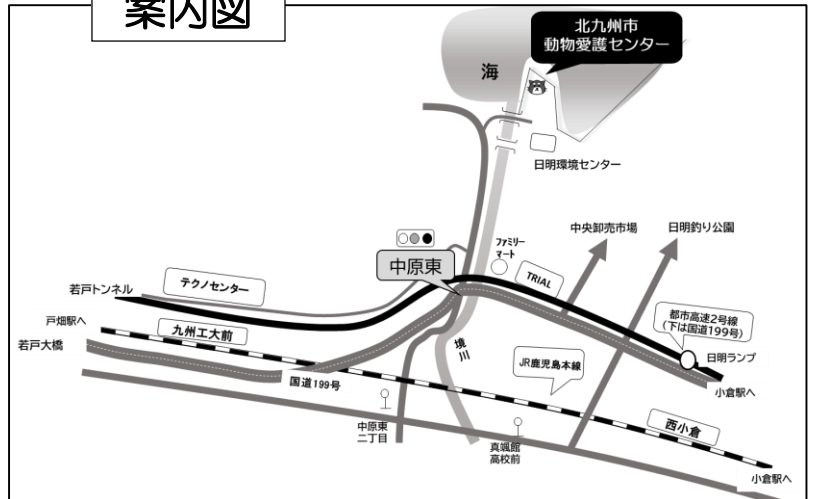 案内図
北九州市
動物愛護センター
海
日明環境センター
中央卸売市場
日明釣り公園
ファミリー
マート
中原東
TRIAL
テクノセンター
若戸トンネル
戸畑駅へ
九州工大前
若戸大橋
都市高速2号線
(下は国道199号)
日明ランプ
境川
JR鹿児島本線
国道199号
小倉駅へ
中原東
二丁目
真颯館
高校前
西小倉
小倉駅へ